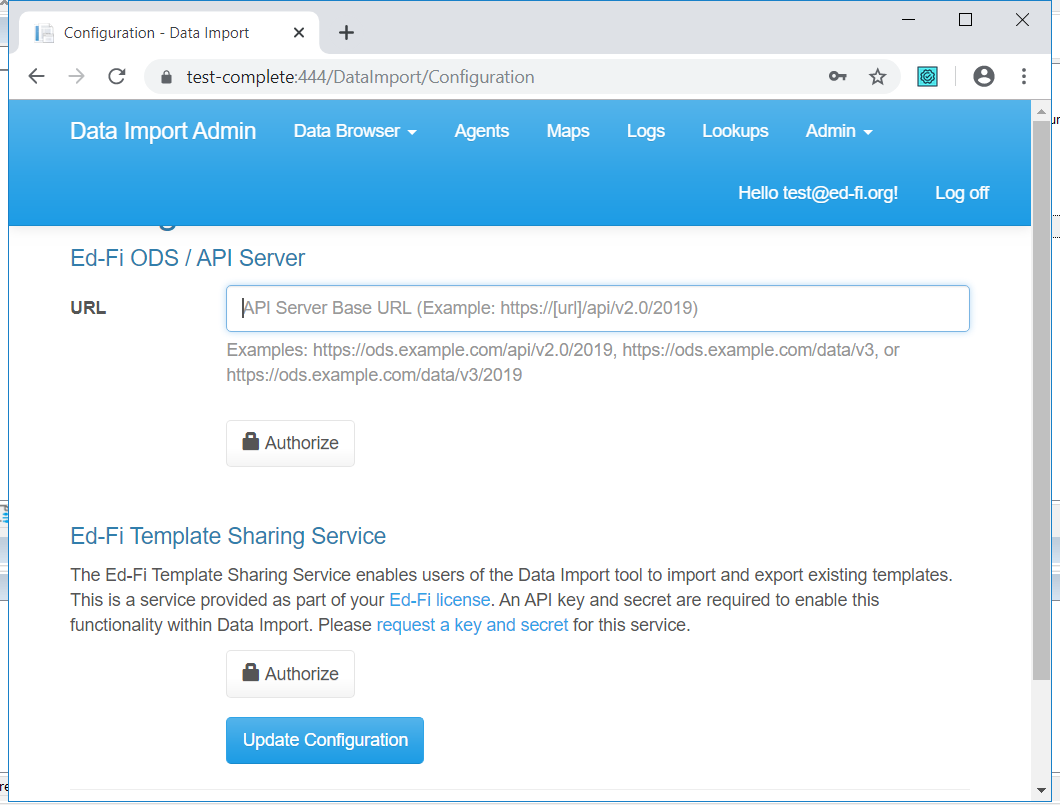 Configuration - Data Import
test-complete:444/DataImport/Configuration
Data Import Admin Data Browser Agents Maps Logs Lookups Admin
Hello test@ed-fi.org! Log off
Ed-Fi ODS / API Server
URL
API Server Base URL (Example: https://[url]/api/v2.0/2019)
Examples: https://ods.example.com/api/v2.0/2019, https://ods.example.com/data/v3, or
https://ods.example.com/data/v3/2019
Authorize
Ed-Fi Template Sharing Service
The Ed-Fi Template Sharing Service enables users of the Data Import tool to import and export existing templates.
This is a service provided as part of your Ed-Fi license. An API key and secret are required to enable this
functionality within Data Import. Please request a key and secret for this service.
Authorize
Update Configuration